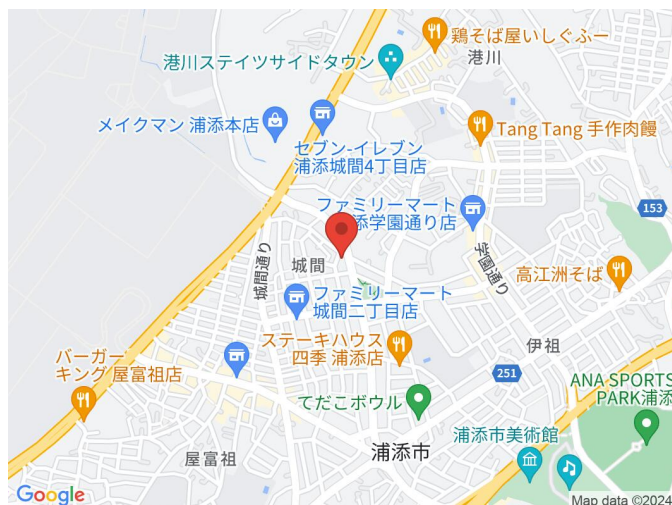 鶏そば屋いしぐふー
港川
港川ステイツサイドタウン
メイクマン 浦添本店
セブン-イレブン
浦添城間4丁目店
Tang Tang 手作肉饅
ファミリーマート
添学園通り店
153
城間通り
城間
学園通り
高江洲そば
ファミリーマート
城間二丁目店
ステーキハウス
四季 浦添店
伊祖
バーガー
キング 屋富祖店
251
ANA SPORTS
PARK浦添
てだこボウル
浦添市
浦添市美術館
屋富祖
Google
Map data ©2024